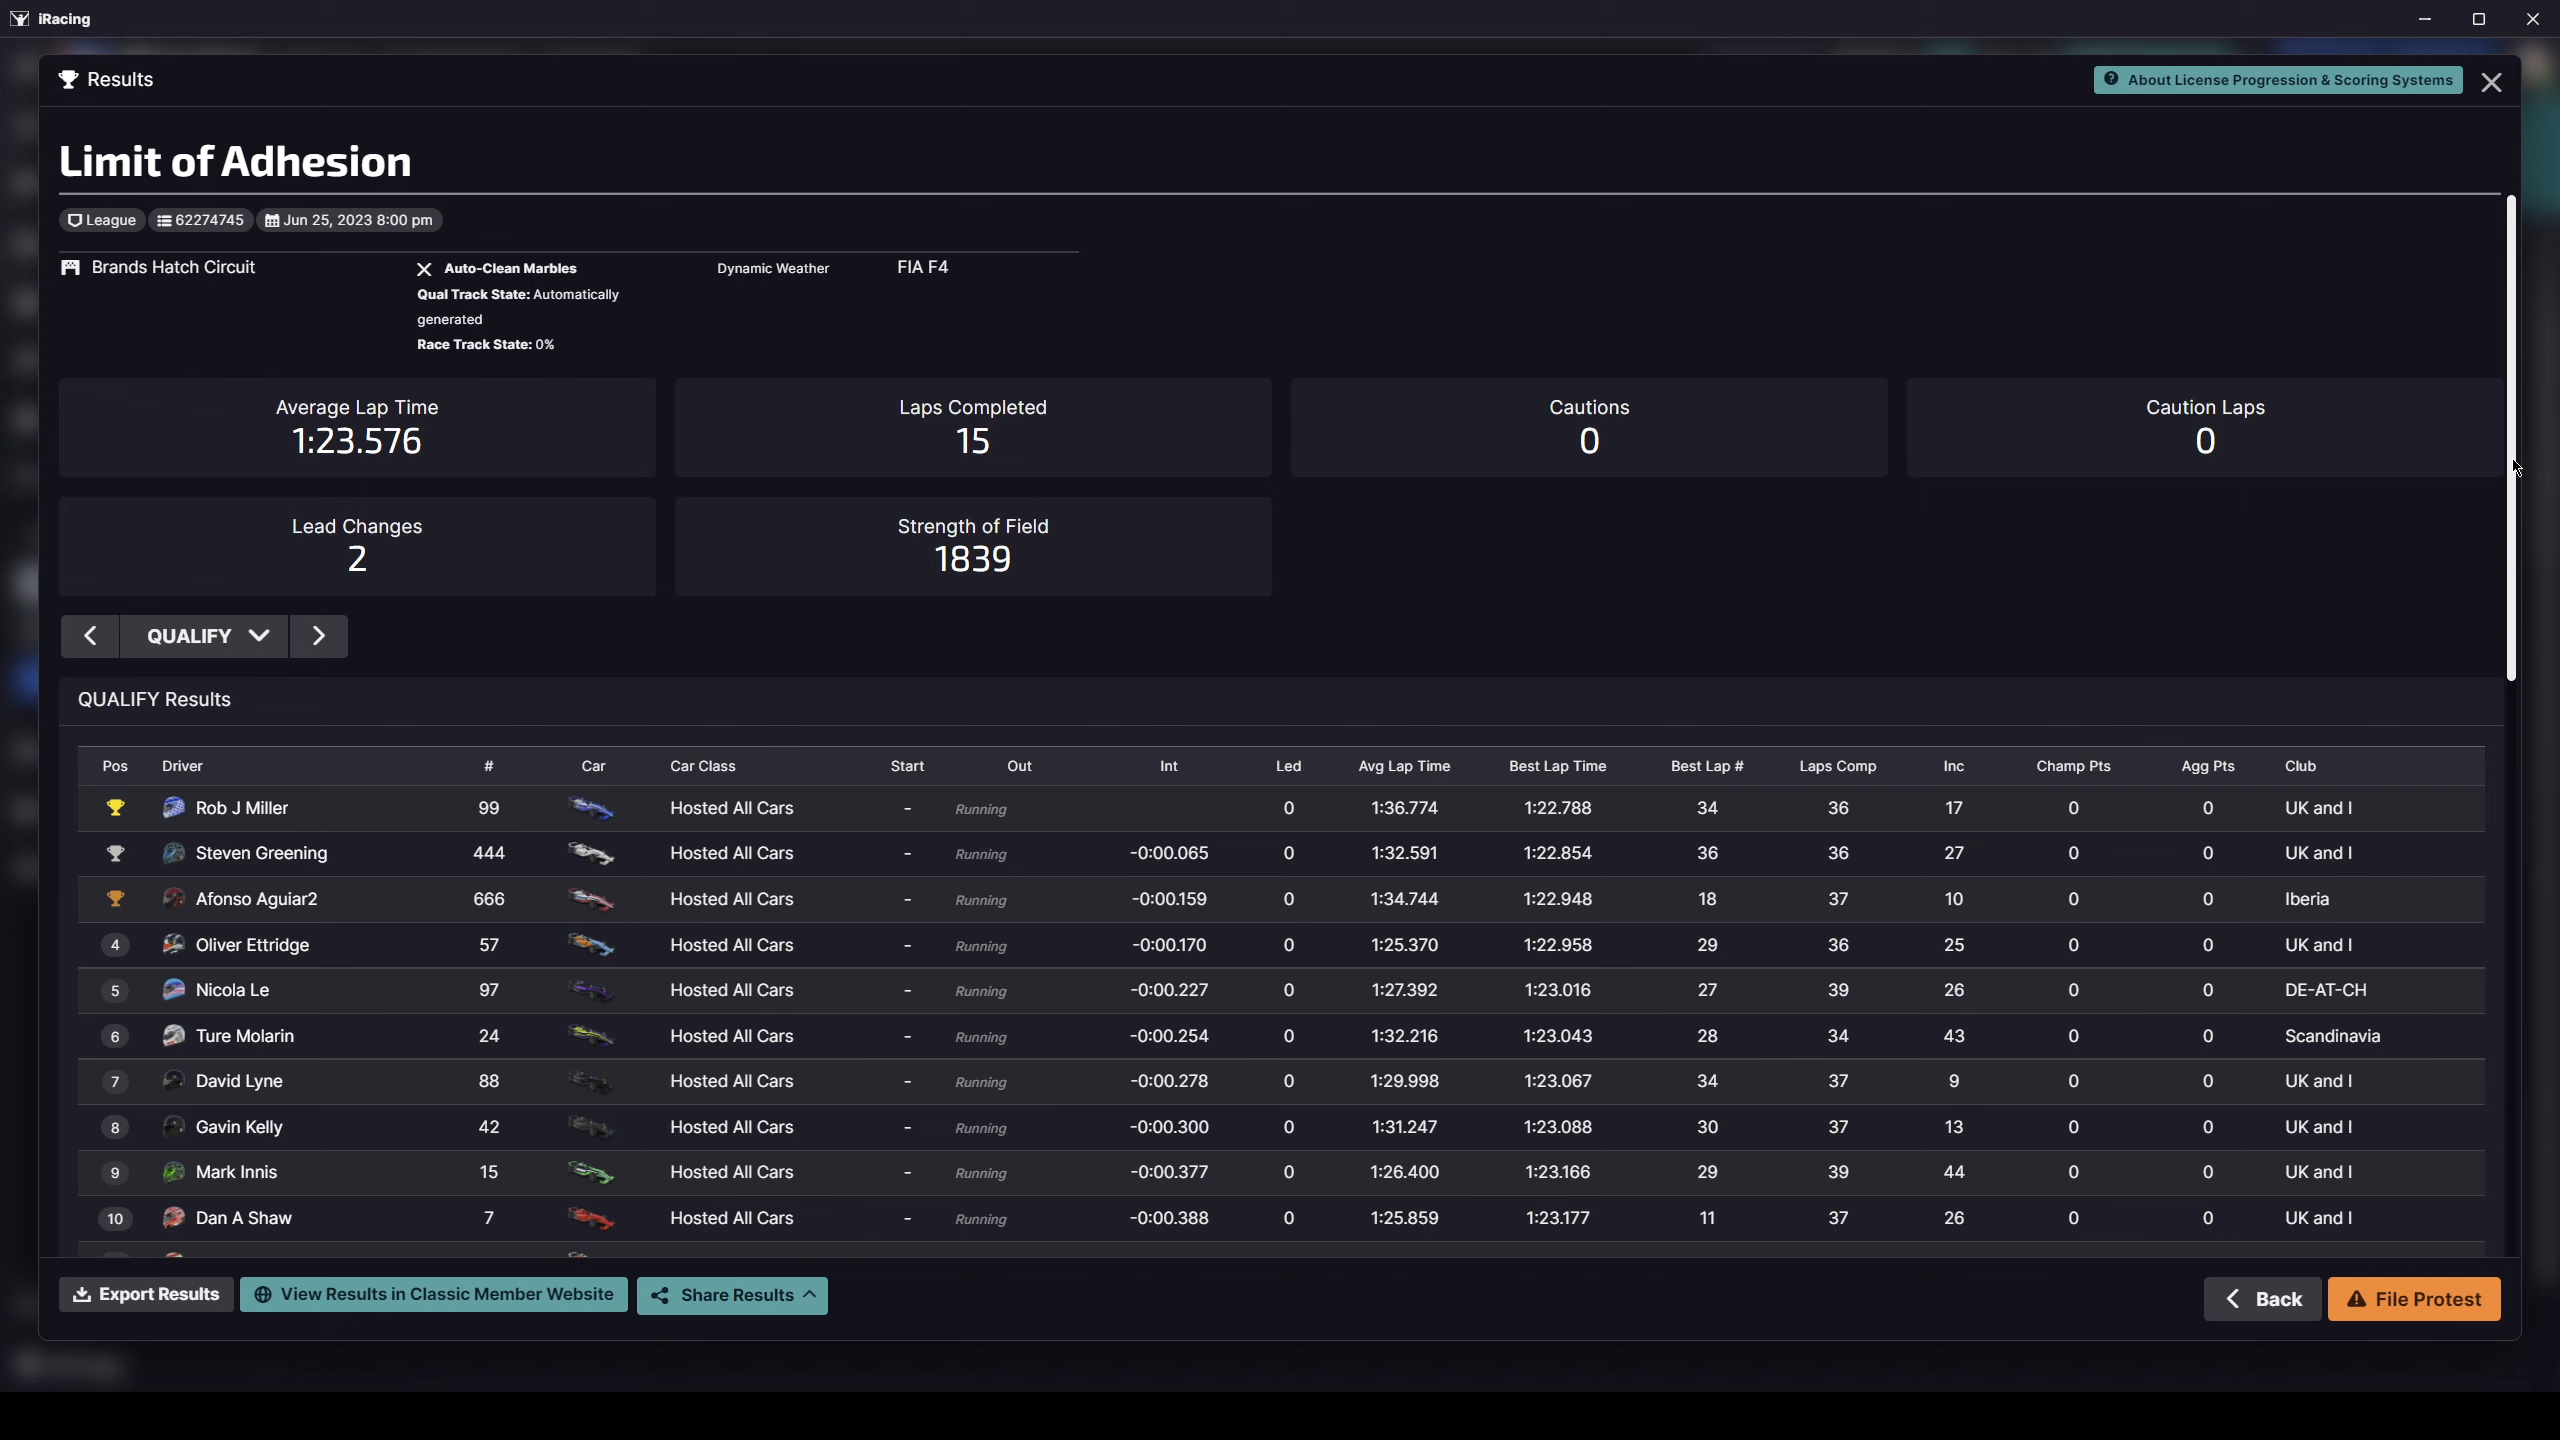 iRacing
Results
About License Progression & Scoring Systems
Limit of Adhesion
League 62274745 Jun 25, 2023 8:00 pm
Brands Hatch Circuit
Auto-Clean Marbles
Qual Track State: Automatically
generated
Race Track State: 0%
Dynamic Weather
FIA F4
Average Lap Time
1:23.576
Laps Completed
15
Cautions
0
Caution Laps
0
Lead Changes
2
Strength of Field
1839
QUALIFY
QUALIFY Results
Pos Driver # Car Car Class Start Out Int Led Avg Lap Time Best Lap Time Best Lap # Laps Comp Inc Champ Pts Agg Pts Club
Rob J Miller 99 Hosted All Cars - Running 0 1:36.774 1:22.788 34 36 17 0 0 UK and I
Steven Greening 444 Hosted All Cars - Running -0:00.065 0 1:32.591 1:22.854 36 36 27 0 0 UK and I
Afonso Aguiar2 666 Hosted All Cars - Running -0:00.159 0 1:34.744 1:22.948 18 37 10 0 0 Iberia
4 Oliver Ettridge 57 Hosted All Cars - Running -0:00.170 0 1:25.370 1:22.958 29 36 25 0 0 UK and I
5 Nicola Le 97 Hosted All Cars - Running -0:00.227 0 1:27.392 1:23.016 27 39 26 0 0 DE-AT-CH
6 Ture Molarin 24 Hosted All Cars - Running -0:00.254 0 1:32.216 1:23.043 28 34 43 0 0 Scandinavia
7 David Lyne 88 Hosted All Cars - Running -0:00.278 0 1:29.998 1:23.067 34 37 9 0 0 UK and I
8 Gavin Kelly 42 Hosted All Cars - Running -0:00.300 0 1:31.247 1:23.088 30 37 13 0 0 UK and I
9 Mark Innis 15 Hosted All Cars - Running -0:00.377 0 1:26.400 1:23.166 29 39 44 0 0 UK and I
10 Dan A Shaw 7 Hosted All Cars - Running -0:00.388 0 1:25.859 1:23.177 11 37 26 0 0 UK and I
Export Results
View Results in Classic Member Website
Share Results
Back
File Protest